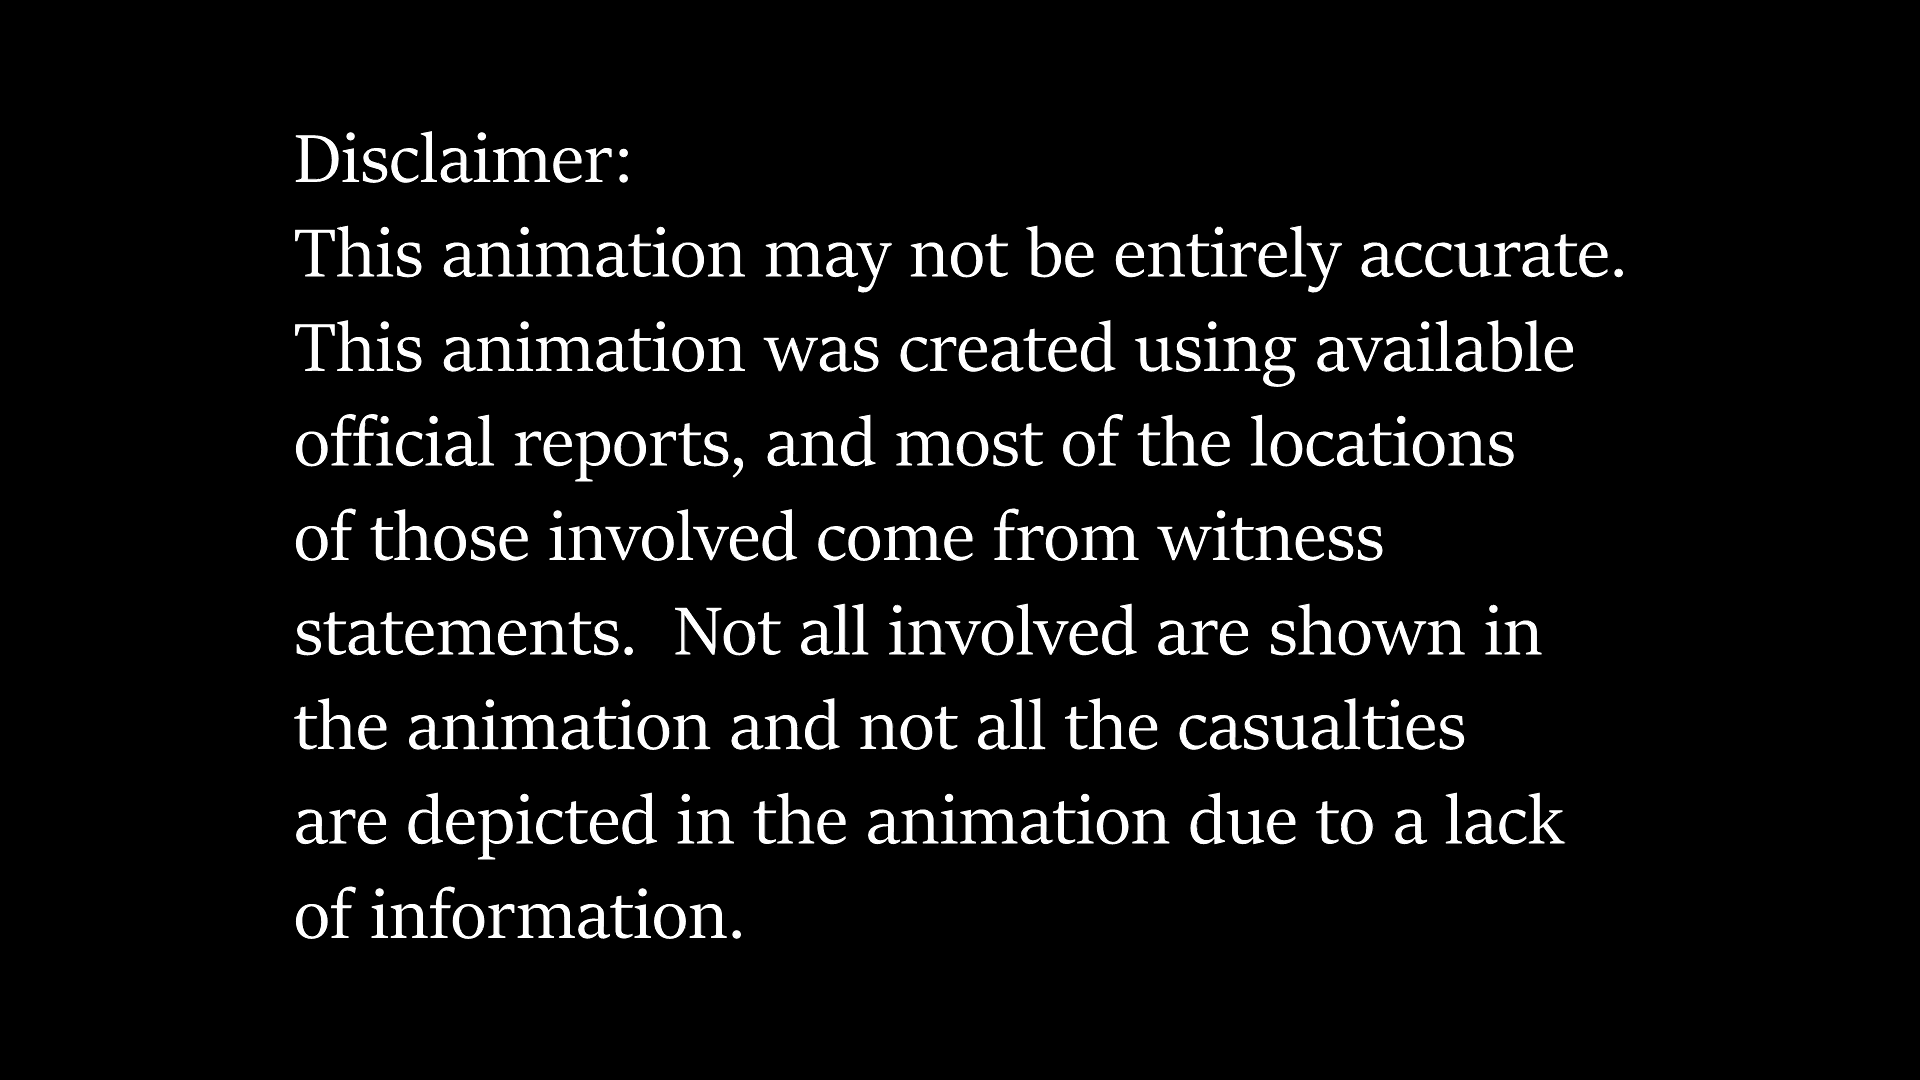 Disclaimer:
This animation may not be entirely accurate.
This animation was created using available
official reports, and most of the locations
of those involved come from witness
statements.  Not all involved are shown in
the animation and not all the casualties
are depicted in the animation due to a lack
of information.